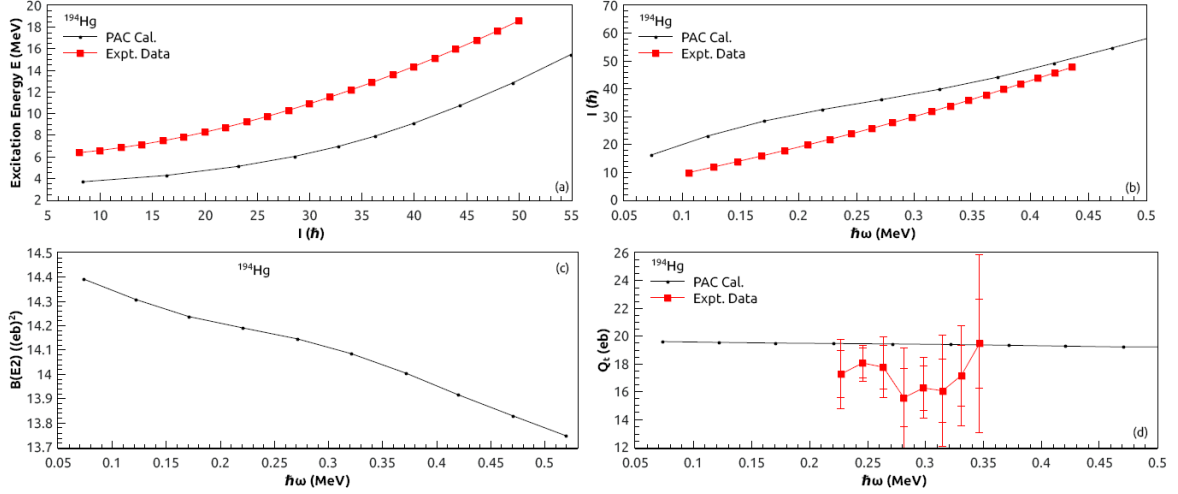 20
18
16
14
12
10
8
6
4
2
Excitation Energy E (MeV)
¹⁹⁴Hg
PAC Cal.
Expt. Data
(a)
5 10 15 20 25 30 35 40 45 50 55
I (ℏ)
70
60
50
40
30
20
10
0
I (ℏ)
¹⁹⁴Hg
PAC Cal.
Expt. Data
(b)
0.05 0.1 0.15 0.2 0.25 0.3 0.35 0.4 0.45 0.5
ℏω (MeV)
14.5
14.4
14.3
14.2
14.1
14
13.9
13.8
13.7
B(E2) ((eb)²)
¹⁹⁴Hg
(c)
0.05 0.1 0.15 0.2 0.25 0.3 0.35 0.4 0.45 0.5
ℏω (MeV)
26
24
22
20
18
16
14
12
Qₜ (eb)
¹⁹⁴Hg
PAC Cal.
Expt. Data
(d)
0.05 0.1 0.15 0.2 0.25 0.3 0.35 0.4 0.45 0.5
ℏω (MeV)